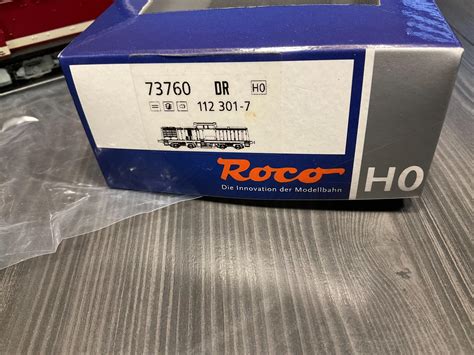 73760 DR H0
112 301-7
Roco
Die Innovation der Modellbahn
H0